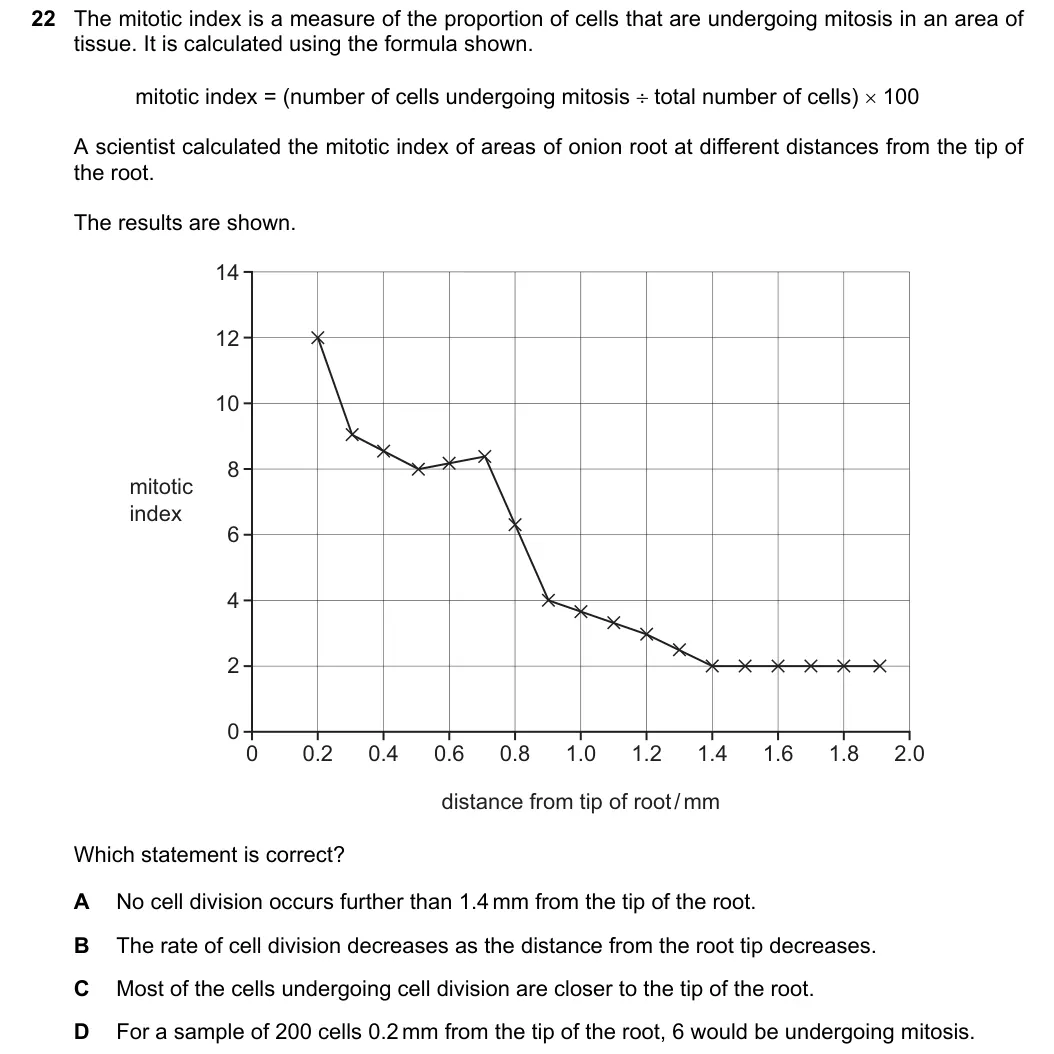 22 The mitotic index is a measure of the proportion of cells that are undergoing mitosis in an area of
tissue. It is calculated using the formula shown.
mitotic index = (number of cells undergoing mitosis ÷ total number of cells) × 100
A scientist calculated the mitotic index of areas of onion root at different distances from the tip of
the root.
The results are shown.
14
12
10
8
mitotic
index
6
4
2
0
0 0.2 0.4 0.6 0.8 1.0 1.2 1.4 1.6 1.8 2.0
distance from tip of root / mm
Which statement is correct?
A No cell division occurs further than 1.4 mm from the tip of the root.
B The rate of cell division decreases as the distance from the root tip decreases.
C Most of the cells undergoing cell division are closer to the tip of the root.
D For a sample of 200 cells 0.2 mm from the tip of the root, 6 would be undergoing mitosis.